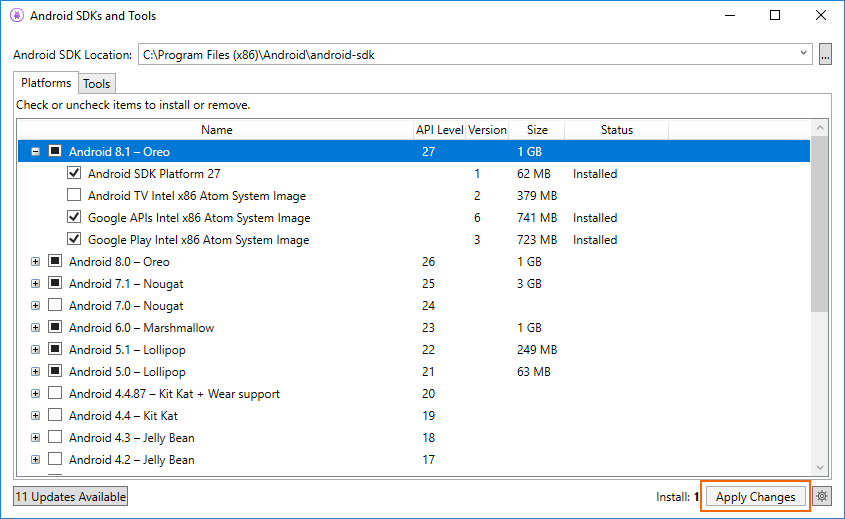 Android SDKs and Tools
Android SDK Location: C:\Program Files (x86)\Android\android-sdk ...
Platforms Tools
Check or uncheck items to install or remove.
Name API Level Version Size Status
Android 8.1 – Oreo 27 1 GB
Android SDK Platform 27 1 62 MB Installed
Android TV Intel x86 Atom System Image 2 379 MB
Google APIs Intel x86 Atom System Image 6 741 MB Installed
Google Play Intel x86 Atom System Image 3 723 MB Installed
Android 8.0 – Oreo 26 1 GB
Android 7.1 – Nougat 25 3 GB
Android 7.0 – Nougat 24
Android 6.0 – Marshmallow 23 1 GB
Android 5.1 – Lollipop 22 249 MB
Android 5.0 – Lollipop 21 63 MB
Android 4.4.87 – Kit Kat + Wear support 20
Android 4.4 – Kit Kat 19
Android 4.3 – Jelly Bean 18
Android 4.2 – Jelly Bean 17
11 Updates Available Install: 1 Apply Changes